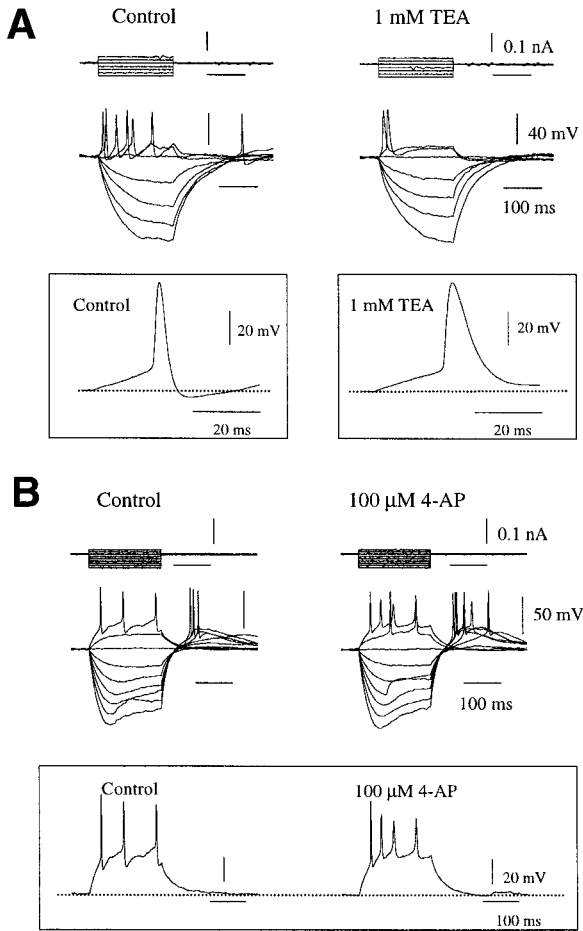 A
Control
1 mM TEA
0.1 nA
40 mV
100 ms
Control
20 mV
20 ms
1 mM TEA
20 mV
20 ms
B
Control
100 μM 4-AP
0.1 nA
50 mV
100 ms
Control
100 μM 4-AP
20 mV
100 ms